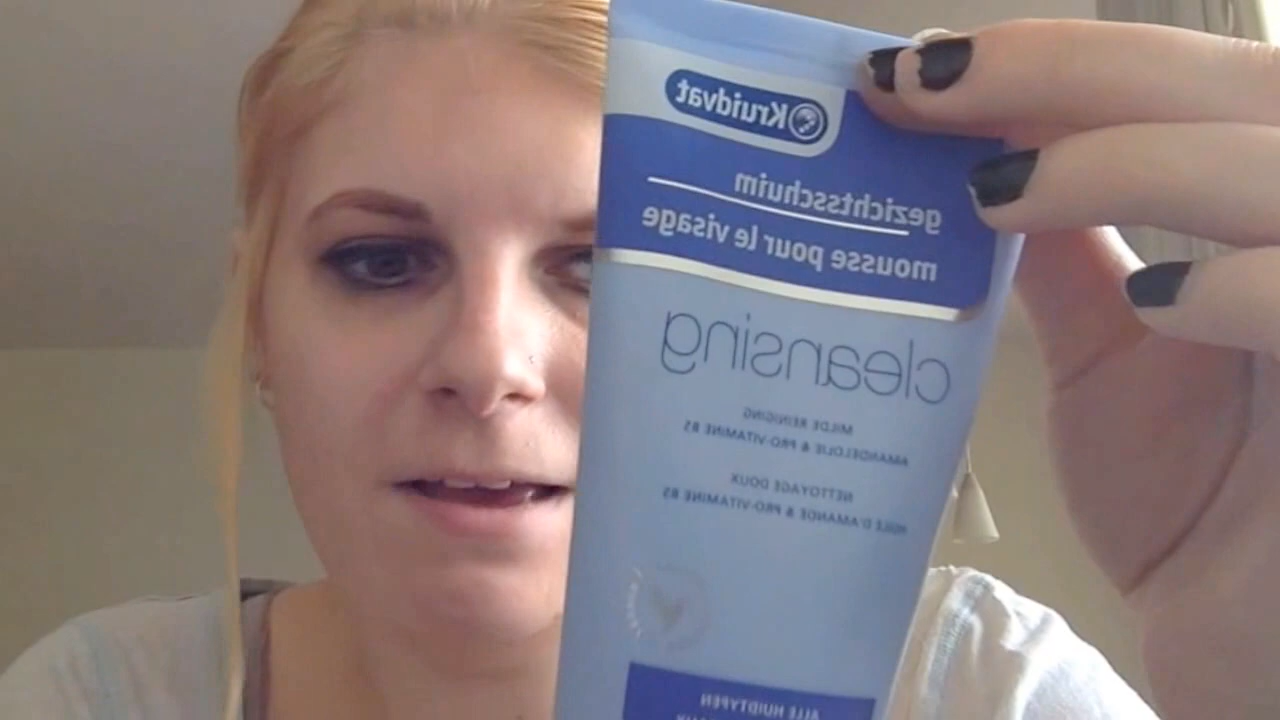 Kruidvat
gezichtsschuim
mousse pour le visage
cleansing
MILDE REINIGING
AMANDELOLIE & PRO-VITAMINE B5
NETTOYAGE DOUX
HUILE D'AMANDE & PRO-VITAMINE B5
ALLE HUIDTYPEN